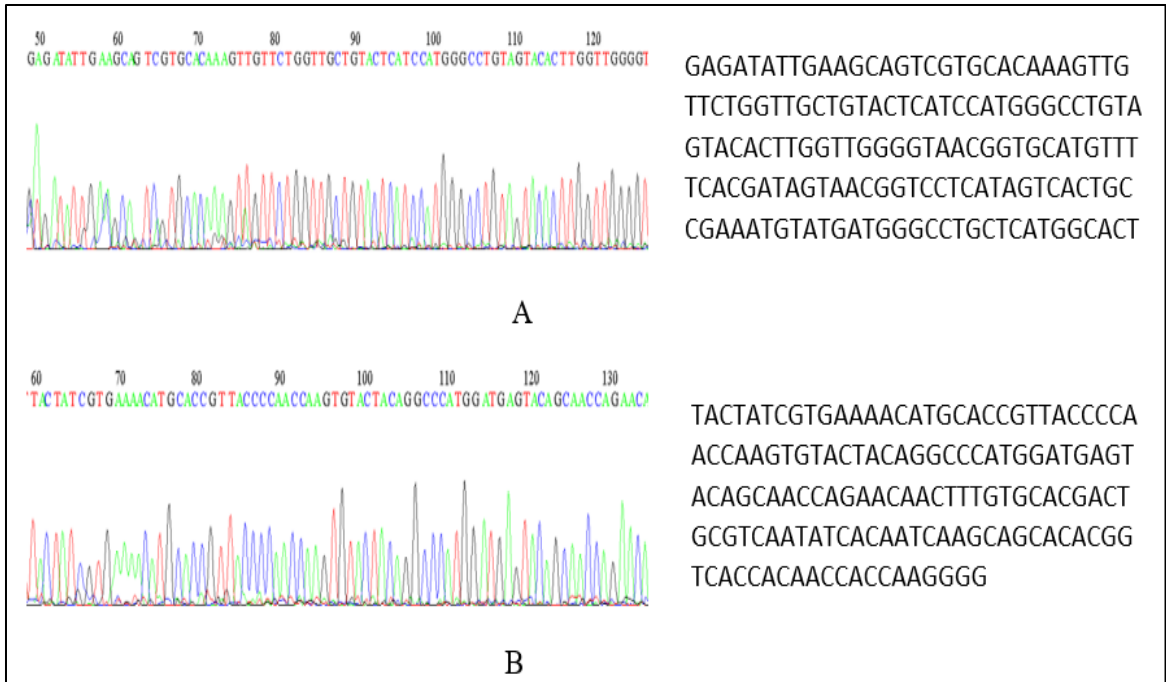 50 60 70 80 90 100 110 120
GAGATATTGAAGCAGTCGTGCACAAAGTTGTTCTGGTTGCTGTACTCATCCATGGGCCTGTAGTACACTTGGTTGGGGT
GAGATATTGAAGCAGTCGTGCACAAAGTTG
TTCTGGTTGCTGTACTCATCCATGGGCCTGTA
GTACACTTGGTTGGGGTAACGGTGCATGTTT
TCACGATAGTAACGGTCCTCATAGTCACTGC
CGAAATGTATGATGGGCCTGCTCATGGCACT
A
60 70 80 90 100 110 120 130
TACTATCGTGAAAACATGCACCGTTACCCCAACCAAGTGTACTACAGGCCCATGGATGAGTACAGCAACCAGAACA
TACTATCGTGAAAACATGCACCGTTACCCCA
ACCAAGTGTACTACAGGCCCATGGATGAGT
ACAGCAACCAGAACAACTTTGTGCACGACT
GCGTCAATATCACAATCAAGCAGCACACGG
TCACCACAACCACCAAGGGG
B